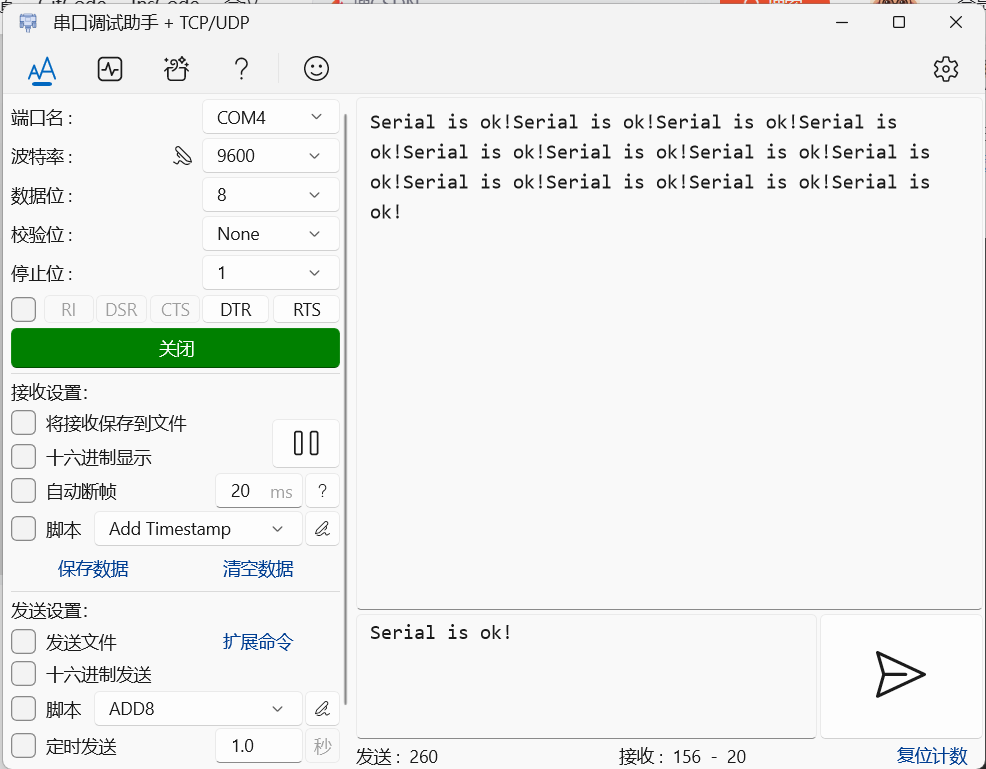 串口调试助手 + TCP/UDP
?
端口名：
COM4
波特率：
9600
数据位：
8
校验位：
None
停止位：
1
RI DSR CTS DTR RTS
关闭
接收设置：
将接收保存到文件
十六进制显示
自动断帧
20 ms ?
脚本
Add Timestamp
保存数据 清空数据
发送设置：
发送文件 扩展命令
十六进制发送
脚本
ADD8
定时发送
1.0 秒
Serial is ok!Serial is ok!Serial is ok!Serial is
ok!Serial is ok!Serial is ok!Serial is ok!Serial is
ok!Serial is ok!Serial is ok!Serial is ok!Serial is
ok!
Serial is ok!
发送：260 接收：156 - 20 复位计数